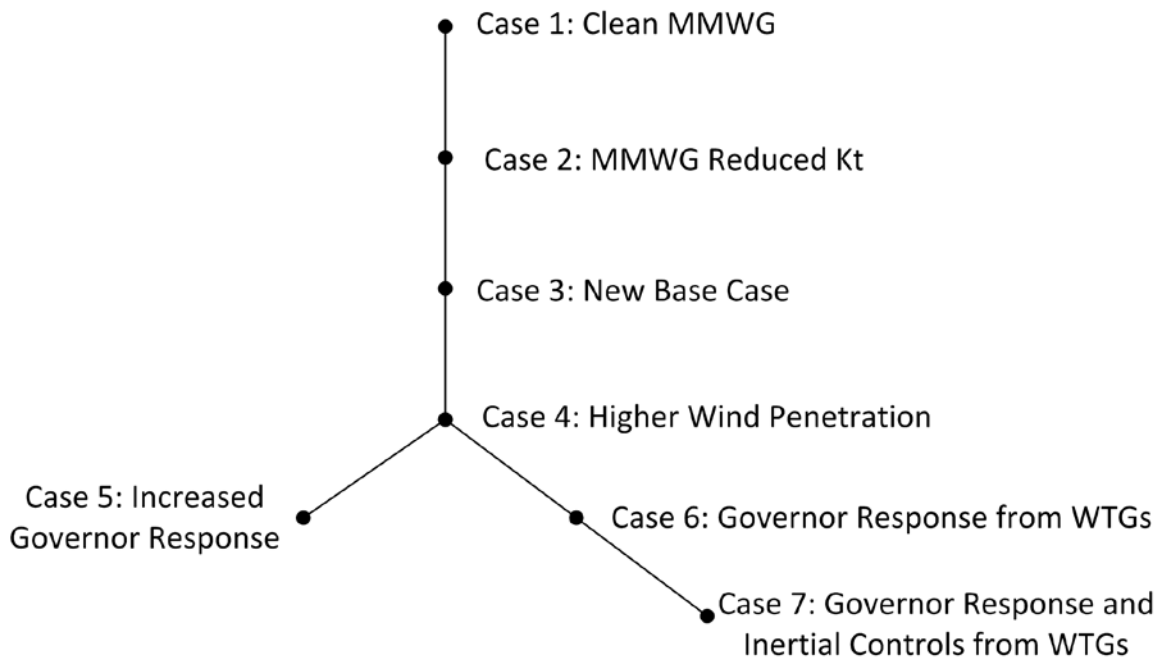 Case 1: Clean MMWG
Case 2: MMWG Reduced Kt
Case 3: New Base Case
Case 4: Higher Wind Penetration
Case 5: Increased
Governor Response
Case 6: Governor Response from WTGs
Case 7: Governor Response and
Inertial Controls from WTGs